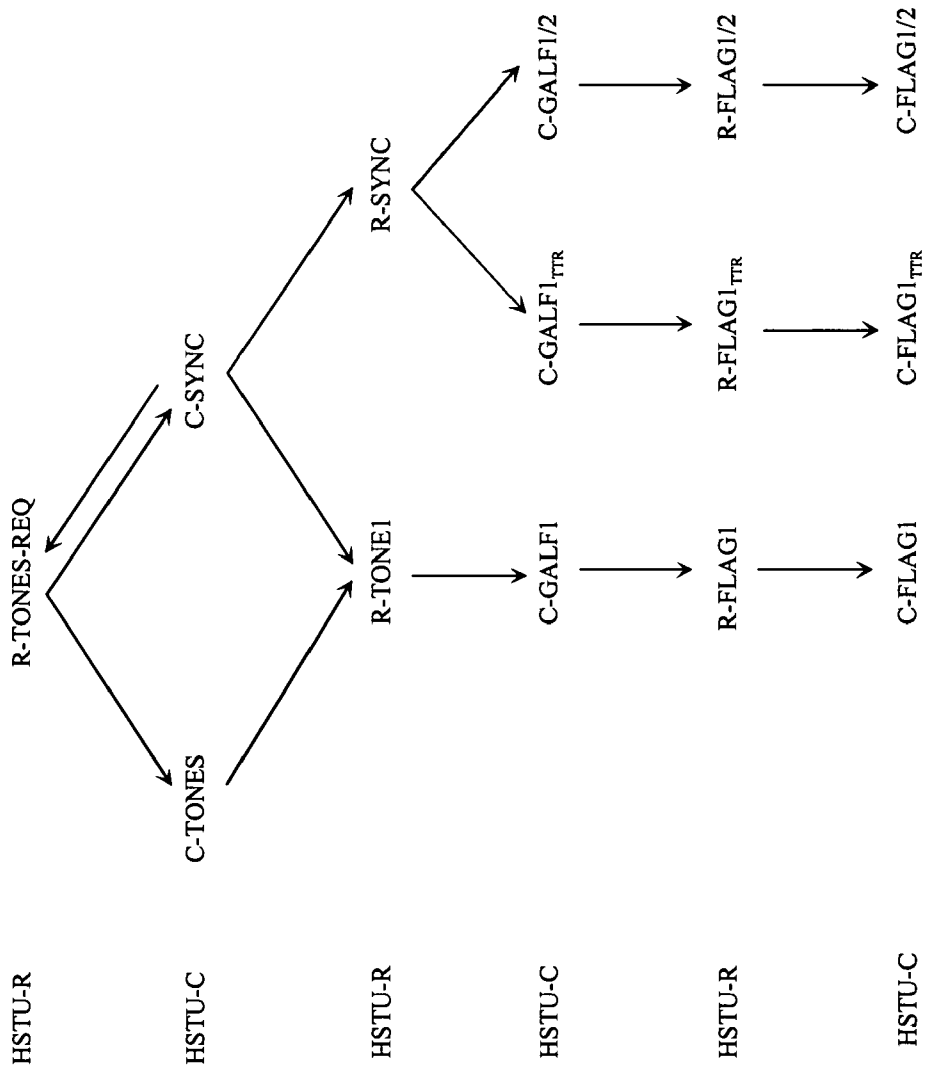 HSTU-R
R-TONES-REQ
HSTU-C
C-TONES
C-SYNC
HSTU-R
R-TONE1
R-SYNC
HSTU-C
C-GALF1
C-GALF1TTR
C-GALF1/2
HSTU-R
R-FLAG1
R-FLAG1TTR
R-FLAG1/2
HSTU-C
C-FLAG1
C-FLAG1TTR
C-FLAG1/2